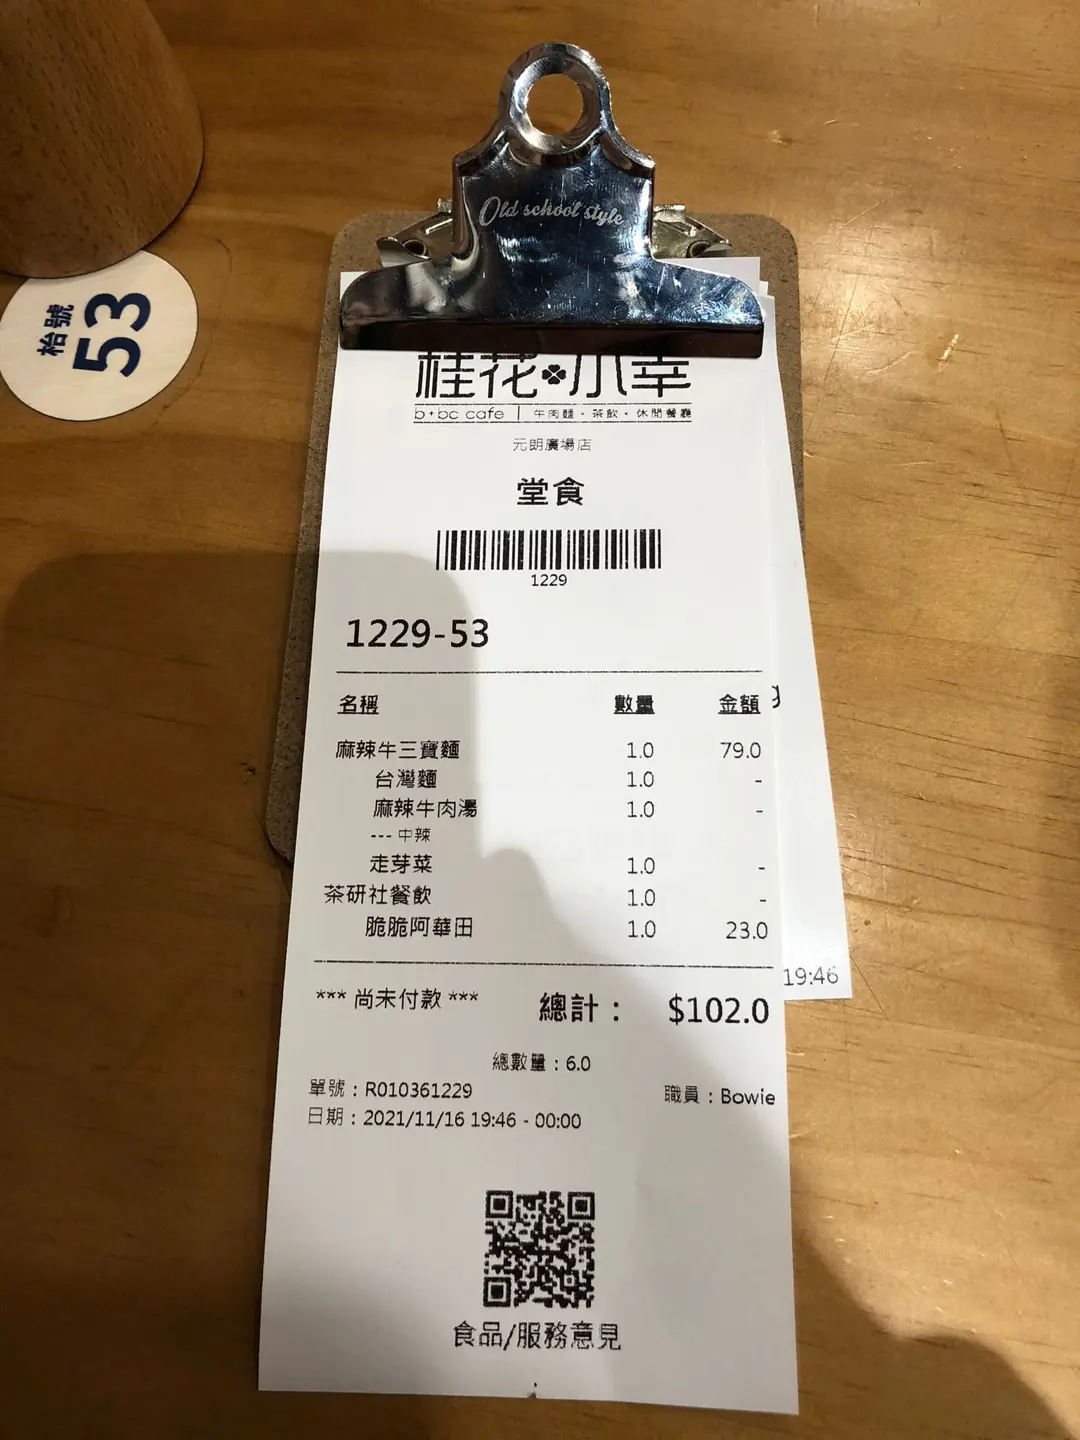 Old school style
枱號
53
桂花小幸
b+bc cafe | 牛肉麵・茶飲・休閒餐廳
元朗廣場店
堂食
1229
1229-53
名稱 數量 金額
麻辣牛三寶麵 1.0 79.0
台灣麵 1.0 -
麻辣牛肉湯 1.0 -
--- 中辣
走芽菜 1.0 -
茶研社餐飲 1.0 -
脆脆阿華田 1.0 23.0
19:46
*** 尚未付款 *** 總計： $102.0
總數量：6.0
單號：R010361229 職員：Bowie
日期：2021/11/16 19:46 - 00:00
食品/服務意見